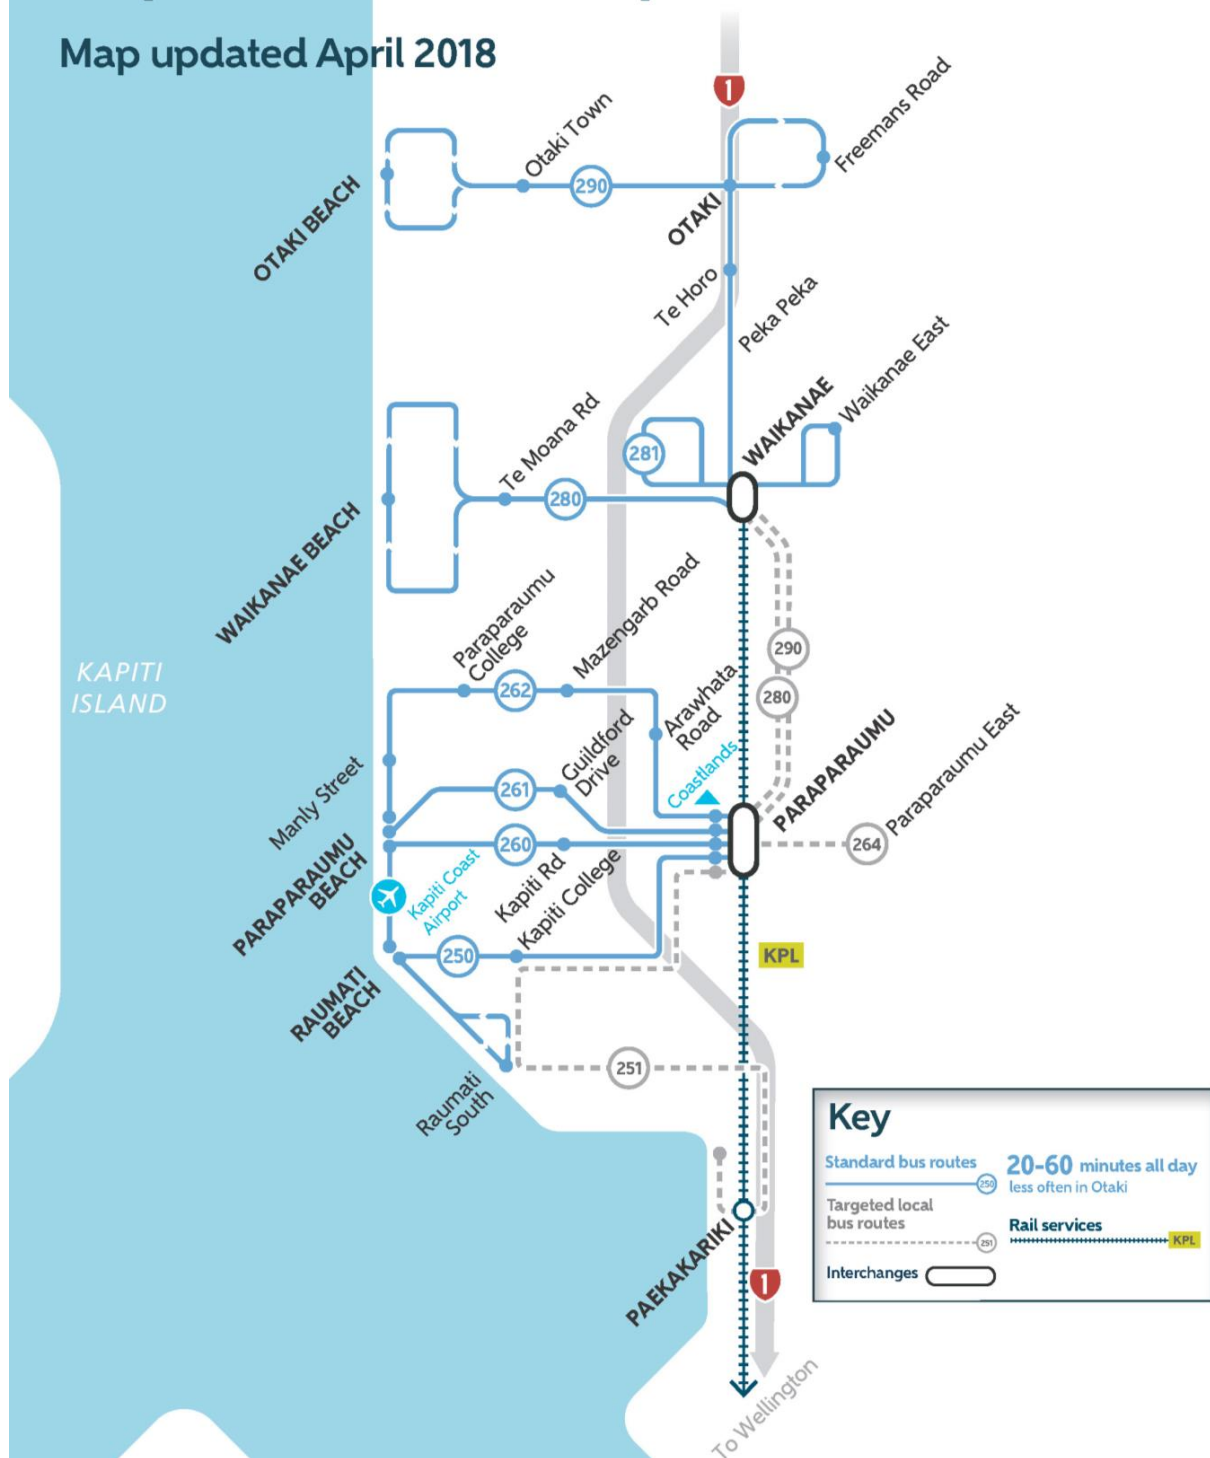 Map updated April 2018
1
Freemans Road
Otaki Town
290
OTAKI BEACH
OTAKI
Te Horo
Peka Peka
Waikanae East
WAIKANAE
281
Te Moana Rd
280
WAIKANAE BEACH
KAPITI
ISLAND
Paraparaumu
College
262
Mazengarb Road
290
280
Arawhata
Road
Coastlands
PARAPARAUMU
Paraparaumu East
264
Guildford
Drive
261
Manly Street
260
PARAPARAUMU
BEACH
Kapiti Coast
Airport
Kapiti Rd
Kapiti College
250
KPL
RAUMATI
BEACH
251
Raumati
South
PAEKAKARIKI
1
To Wellington
Key
Standard bus routes
250
20-60 minutes all day
less often in Otaki
Targeted local
bus routes
251
Rail services
KPL
Interchanges